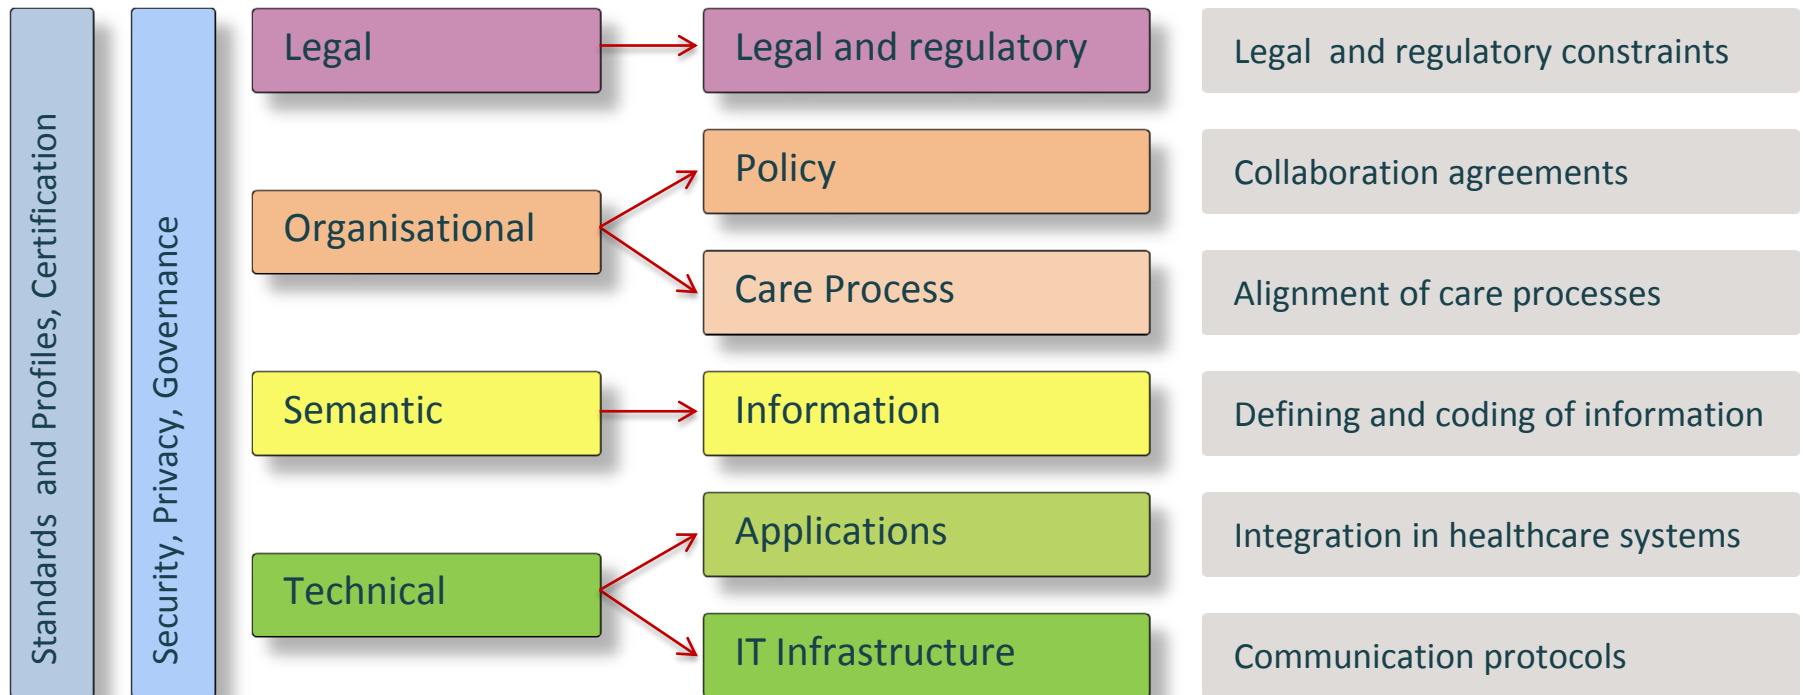 Standards and Profiles, Certification
Security, Privacy, Governance
Legal
Legal and regulatory
Legal and regulatory constraints
Organisational
Policy
Collaboration agreements
Care Process
Alignment of care processes
Semantic
Information
Defining and coding of information
Technical
Applications
Integration in healthcare systems
IT Infrastructure
Communication protocols